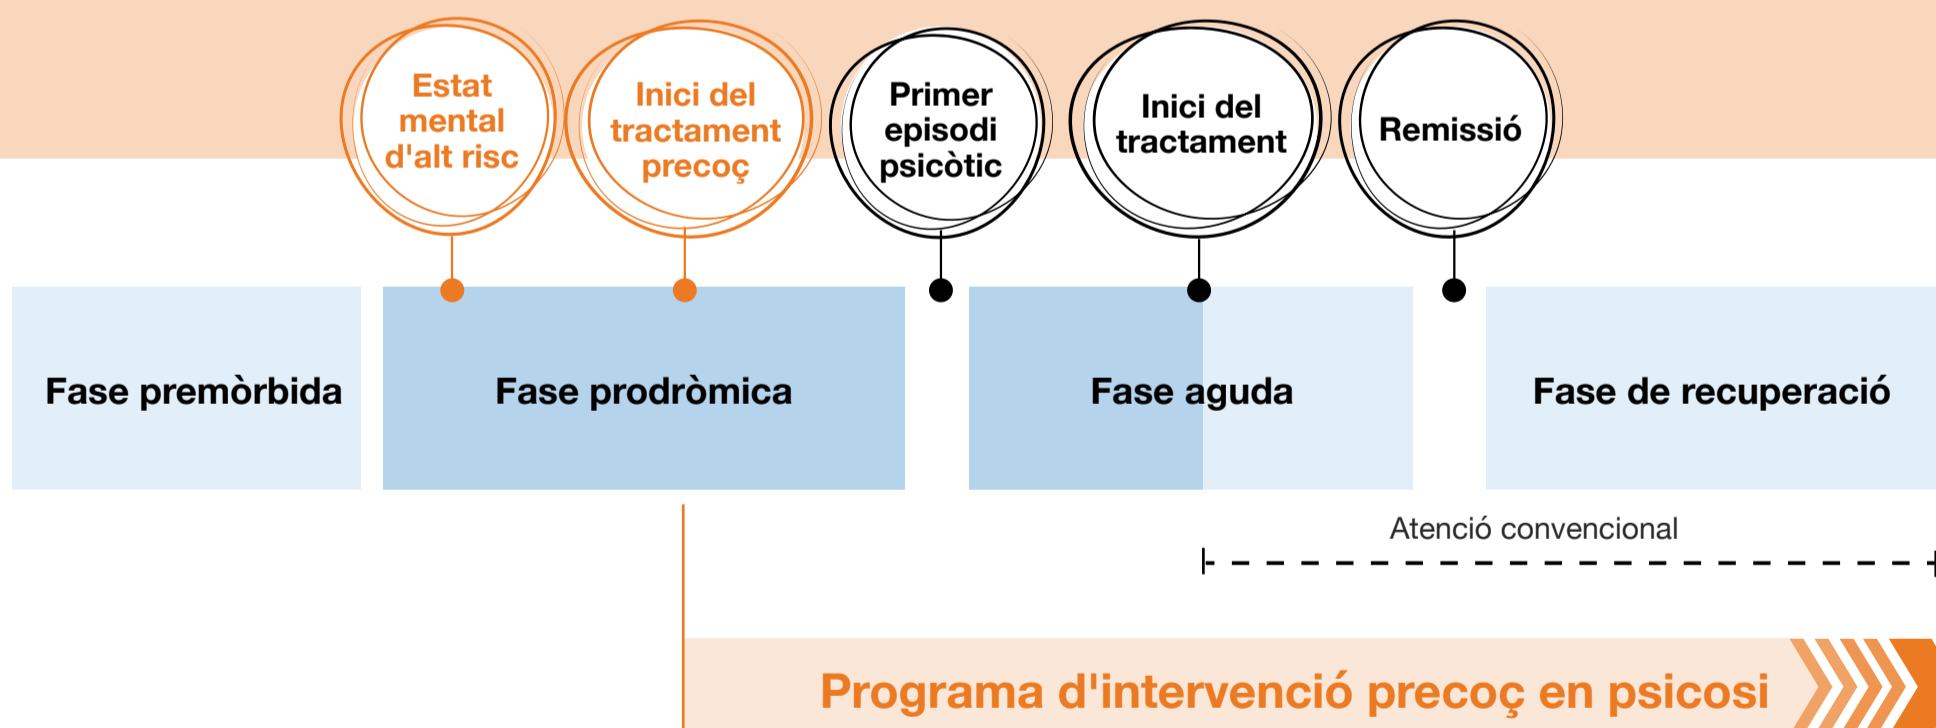 Estat
mental
d'alt risc
Inici del
tractament
precoç
Primer
episodi
psicòtic
Inici del
tractament
Remissió
Fase premòrbida
Fase prodròmica
Fase aguda
Fase de recuperació
Atenció convencional
Programa d'intervenció precoç en psicosi